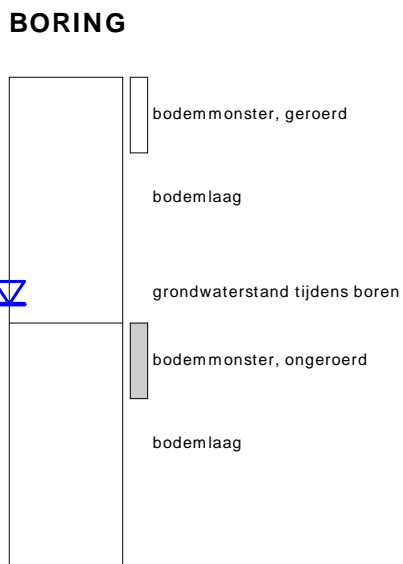 BORING
bodemmonster, geroerd
bodemlaag
grondwaterstand tijdens boren
bodemmonster, ongeroerd
bodemlaag